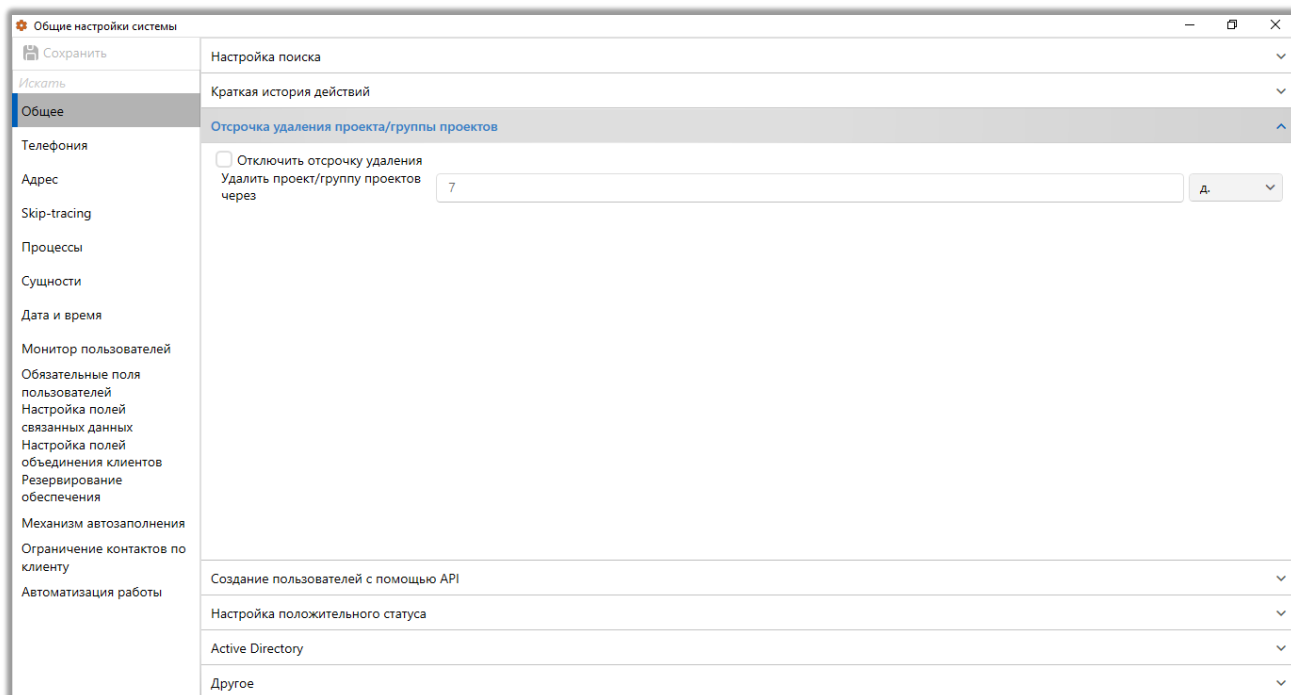 Общие настройки системы
Сохранить
Искать
Общее
Телефония
Адрес
Skip-tracing
Процессы
Сущности
Дата и время
Монитор пользователей
Обязательные поля
пользователей
Настройка полей
связанных данных
Настройка полей
объединения клиентов
Резервирование
обеспечения
Механизм автозаполнения
Ограничение контактов по
клиенту
Автоматизация работы
Настройка поиска
Краткая история действий
Отсрочка удаления проекта/группы проектов
Отключить отсрочку удаления
Удалить проект/группу проектов
через
7
д.
Создание пользователей с помощью API
Настройка положительного статуса
Active Directory
Другое